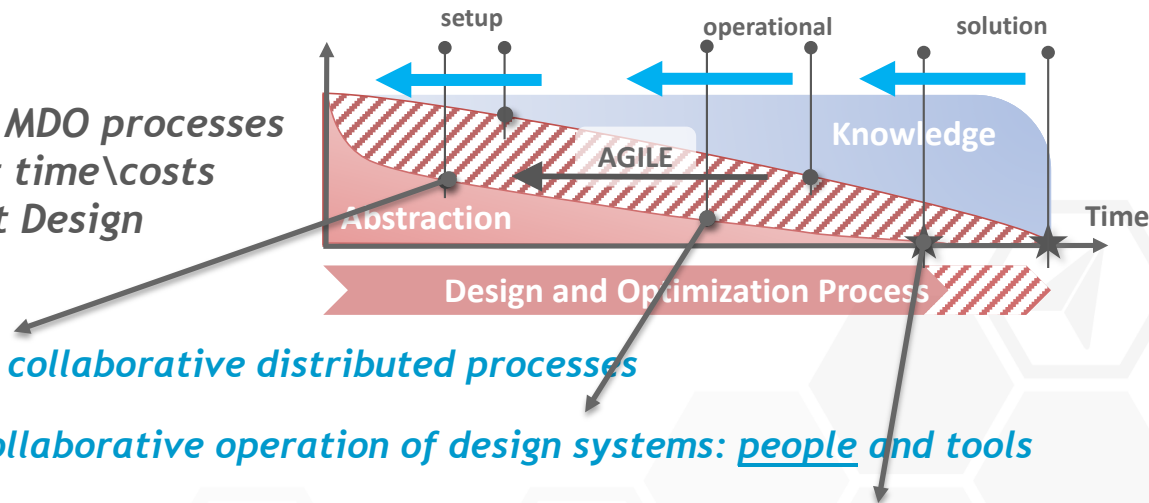 setup
operational
solution
MDO processes
time\costs
t Design
Knowledge
AGILE
Abstraction
Time
Design and Optimization Process
collaborative distributed processes
ollaborative operation of design systems: people and tools